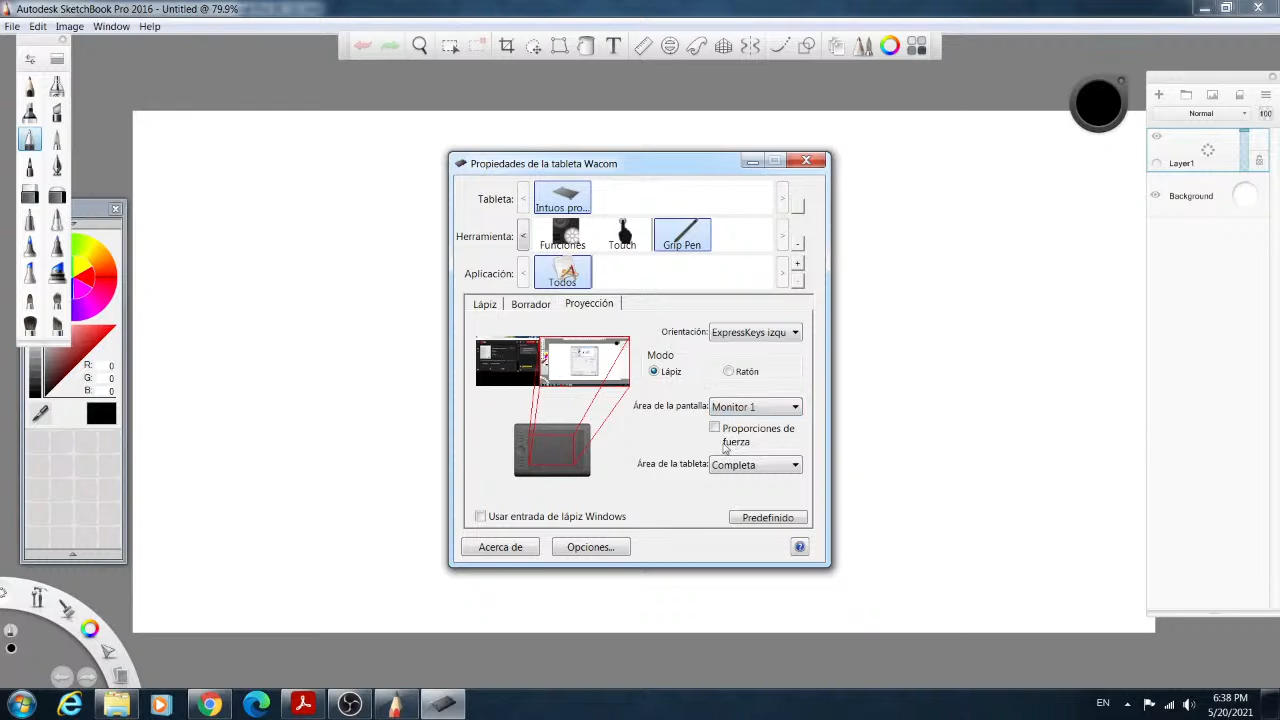 Autodesk SketchBook Pro 2016 - Untitled @ 79.9%
File Edit Image Window Help
Normal 100
Layer1
Background
R: 0
G: 0
B: 0
Propiedades de la tableta Wacom
Tableta: < Intuos pro... >
Herramienta: < Funciones Touch Grip Pen > -
Aplicación: < Todos > + -
Lápiz Borrador Proyección
Orientación: ExpressKeys izqu
Modo
Lápiz Ratón
Área de la pantalla: Monitor 1
Proporciones de
fuerza
Área de la tableta: Completa
Usar entrada de lápiz Windows Predefinido
Acerca de Opciones... ?
EN 6:38 PM
5/20/2021